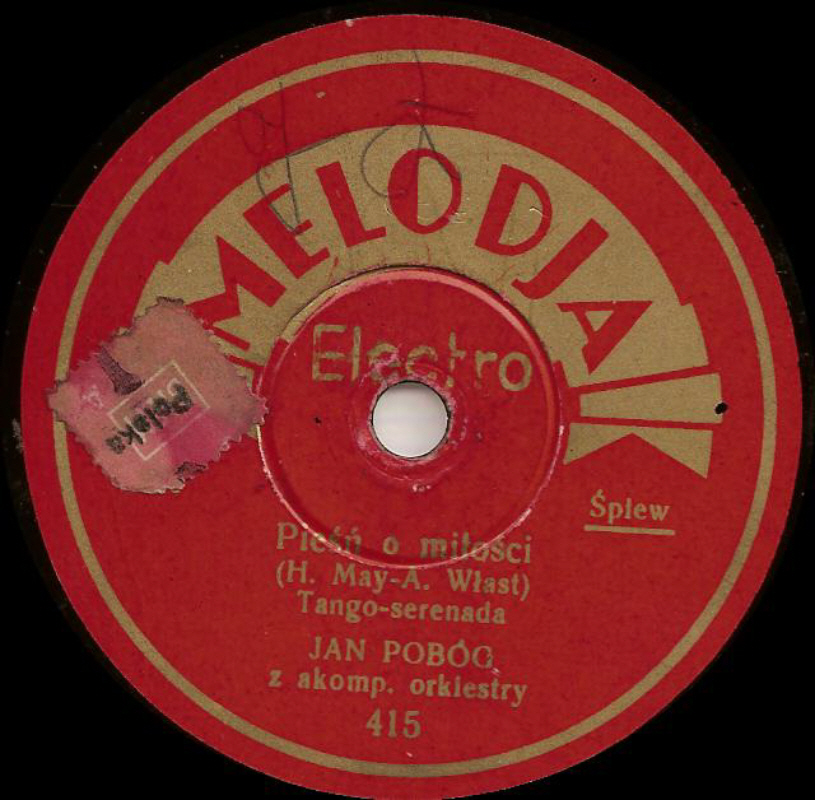 MELODJA
Electro
Polska
Śpiew
Pieśń o miłości
(H. May-A. Włast)
Tango-serenada
JAN POBÓG
z akomp. orkiestry
415